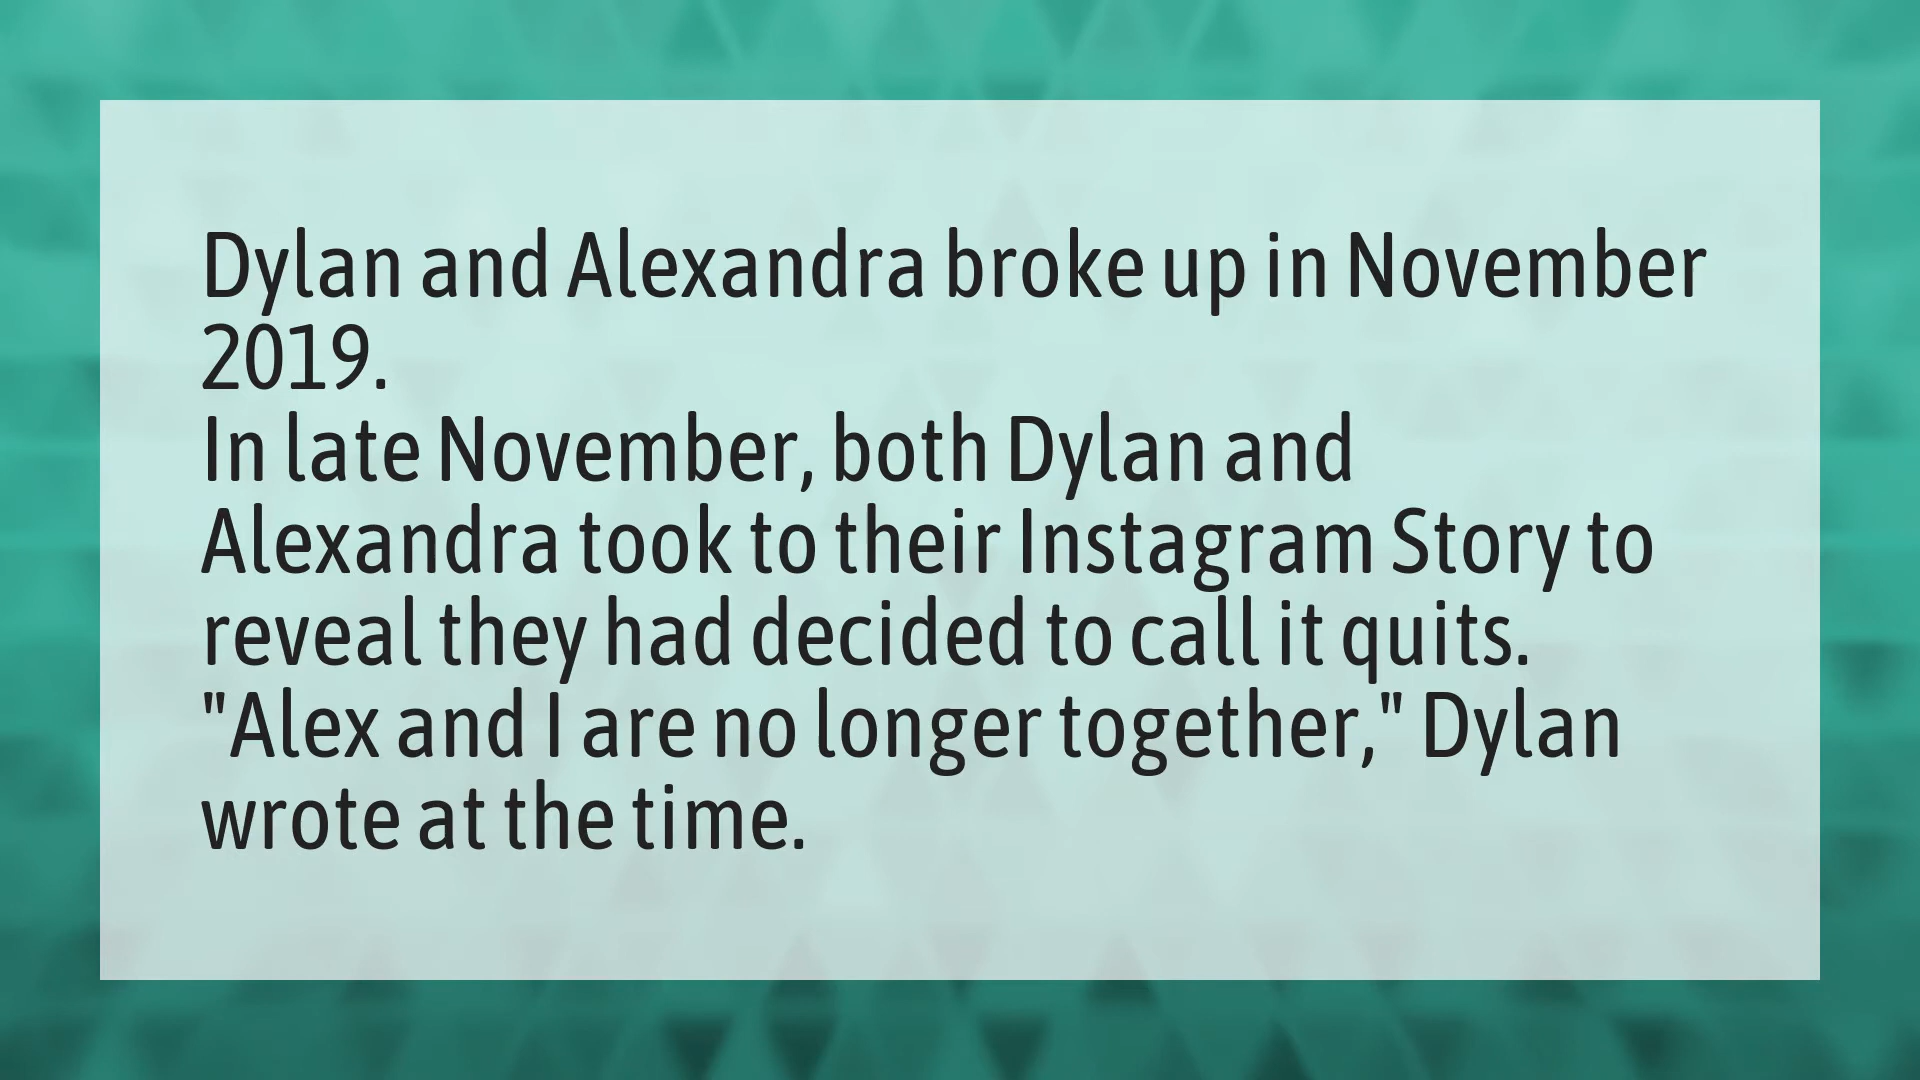 Dylan and Alexandra broke up in November
2019.
In late November, both Dylan and
Alexandra took to their Instagram Story to
reveal they had decided to call it quits.
"Alex and I are no longer together," Dylan
wrote at the time.